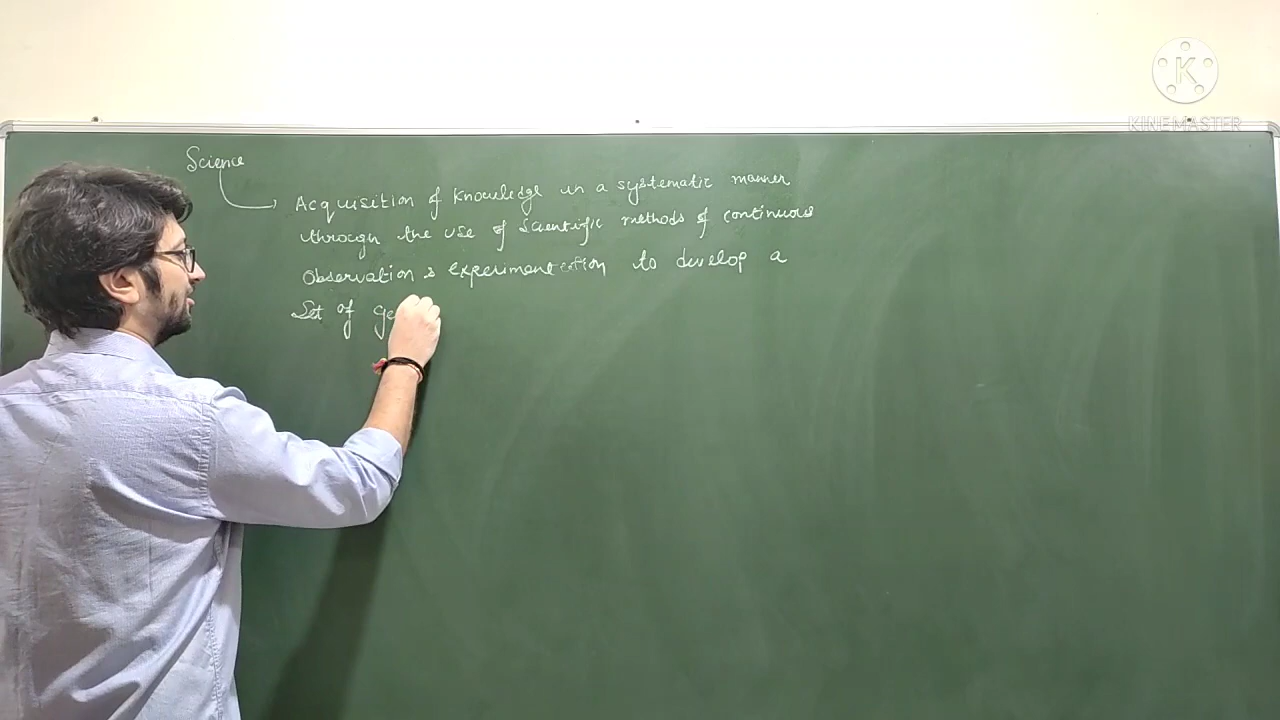 Science
Acquisition of knowledge in a systematic manner
through the use of scientific methods of continuous
observation & experimentation to develop a
Set of ge
K
KINEMASTER